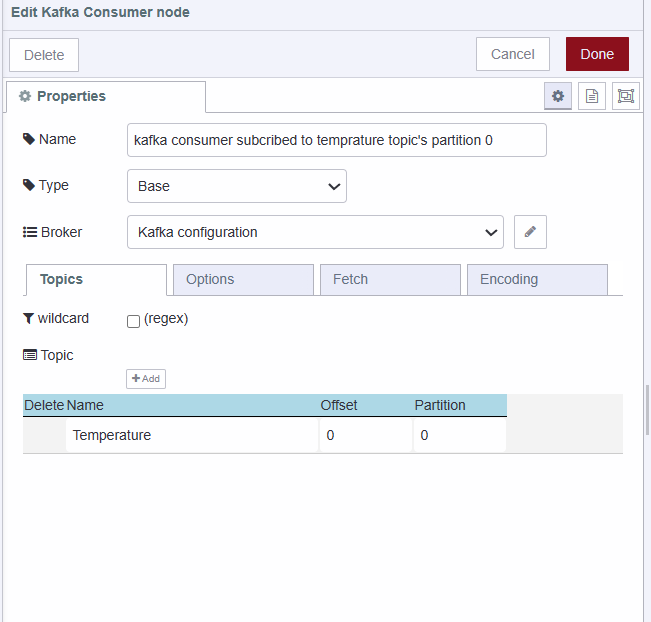 Edit Kafka Consumer node
Delete Cancel Done
Properties
Name kafka consumer subcribed to temprature topic's partition 0
Type Base
Broker Kafka configuration
Topics Options Fetch Encoding
wildcard (regex)
Topic
+ Add
Delete Name Offset Partition
Temperature 0 0